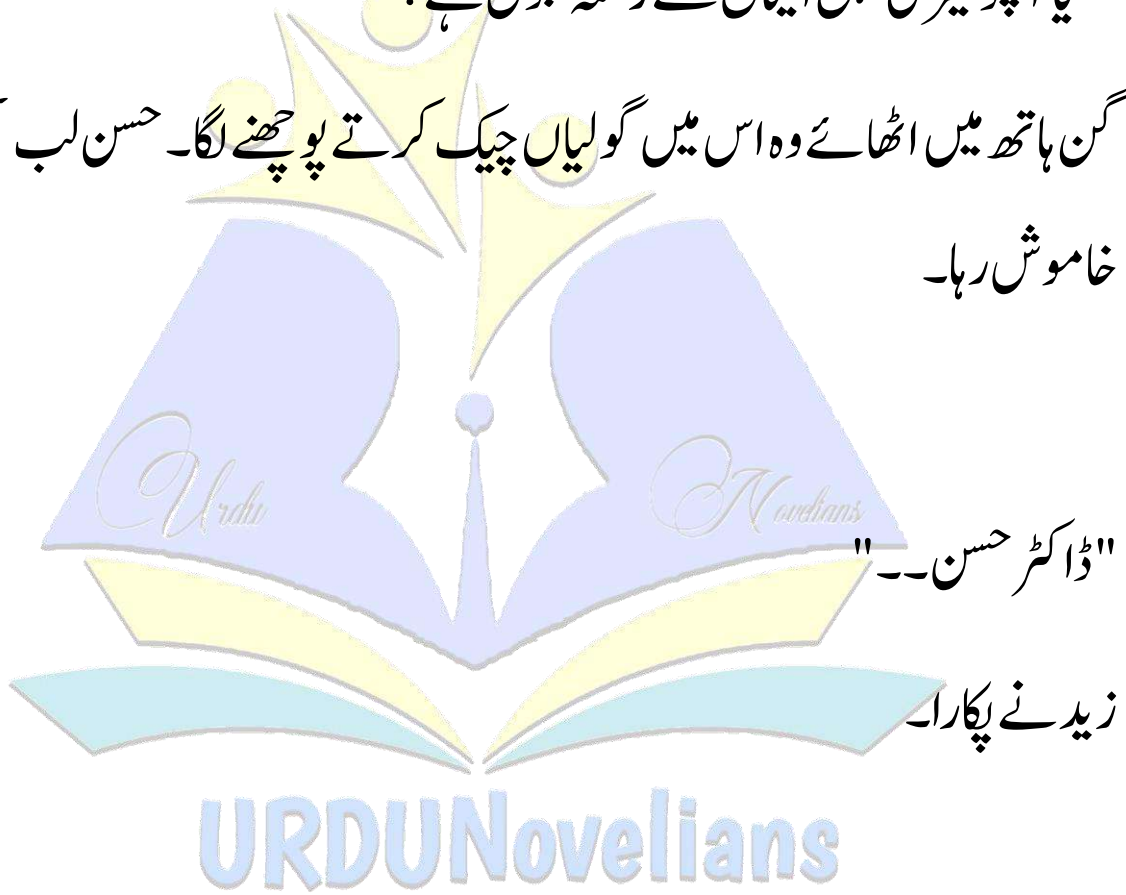 گن ہاتھ میں اٹھائے وہ اس میں گولیاں چیک کرتے پوچھنے لگا۔ حسن لب
خاموش رہا۔
Urdu Novelians
"ڈاکٹر حسن۔۔"
زید نے پکارا۔
URDUNovelians